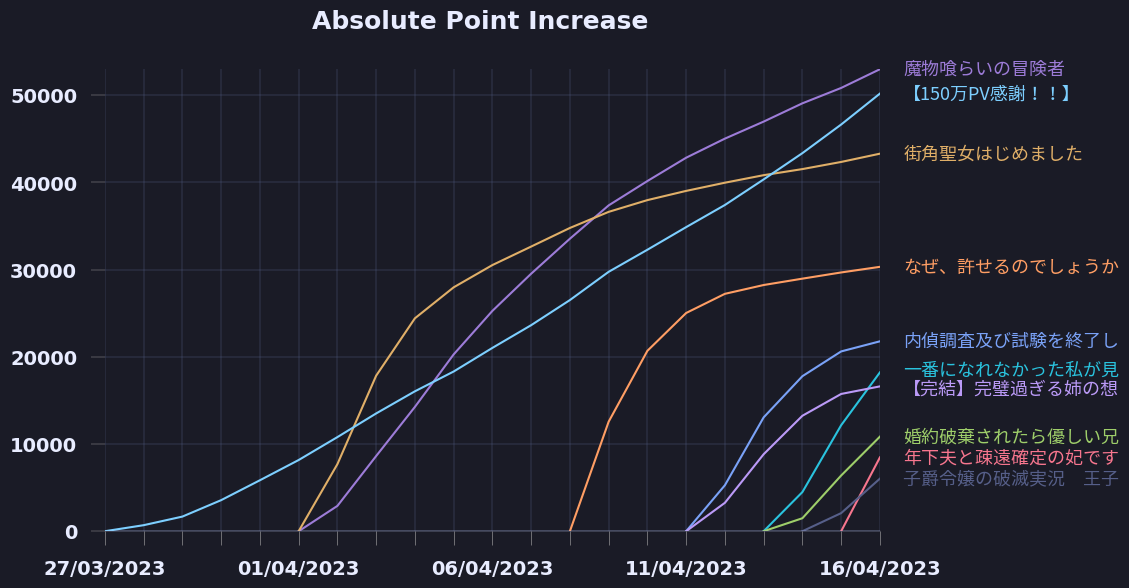 Absolute Point Increase
魔物喰らいの冒険者
【150万PV感謝！！】
50000
街角聖女はじめました
40000
なぜ、許せるのでしょうか
30000
内偵調査及び試験を終了し
20000
一番になれなかった私が見
【完結】完璧過ぎる姉の想
婚約破棄されたら優しい兄
10000
年下夫と疎遠確定の妃です
子爵令嬢の破滅実況　王子
0
27/03/2023 01/04/2023 06/04/2023 11/04/2023 16/04/2023